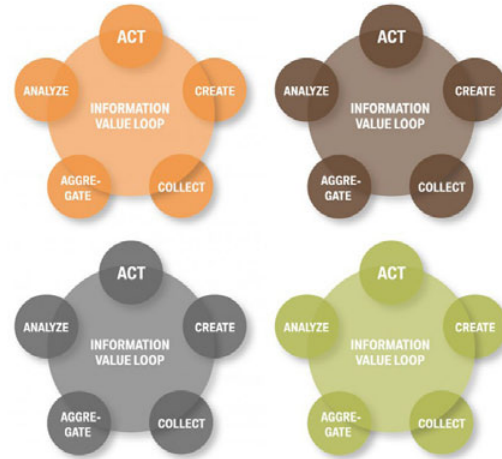 ACT
ANALYZE
CREATE
INFORMATION
VALUE LOOP
AGGRE-
GATE
COLLECT
ACT
ANALYZE
CREATE
INFORMATION
VALUE LOOP
AGGRE-
GATE
COLLECT
ACT
ANALYZE
CREATE
INFORMATION
VALUE LOOP
AGGRE-
GATE
COLLECT
ACT
ANALYZE
CREATE
INFORMATION
VALUE LOOP
AGGRE-
GATE
COLLECT